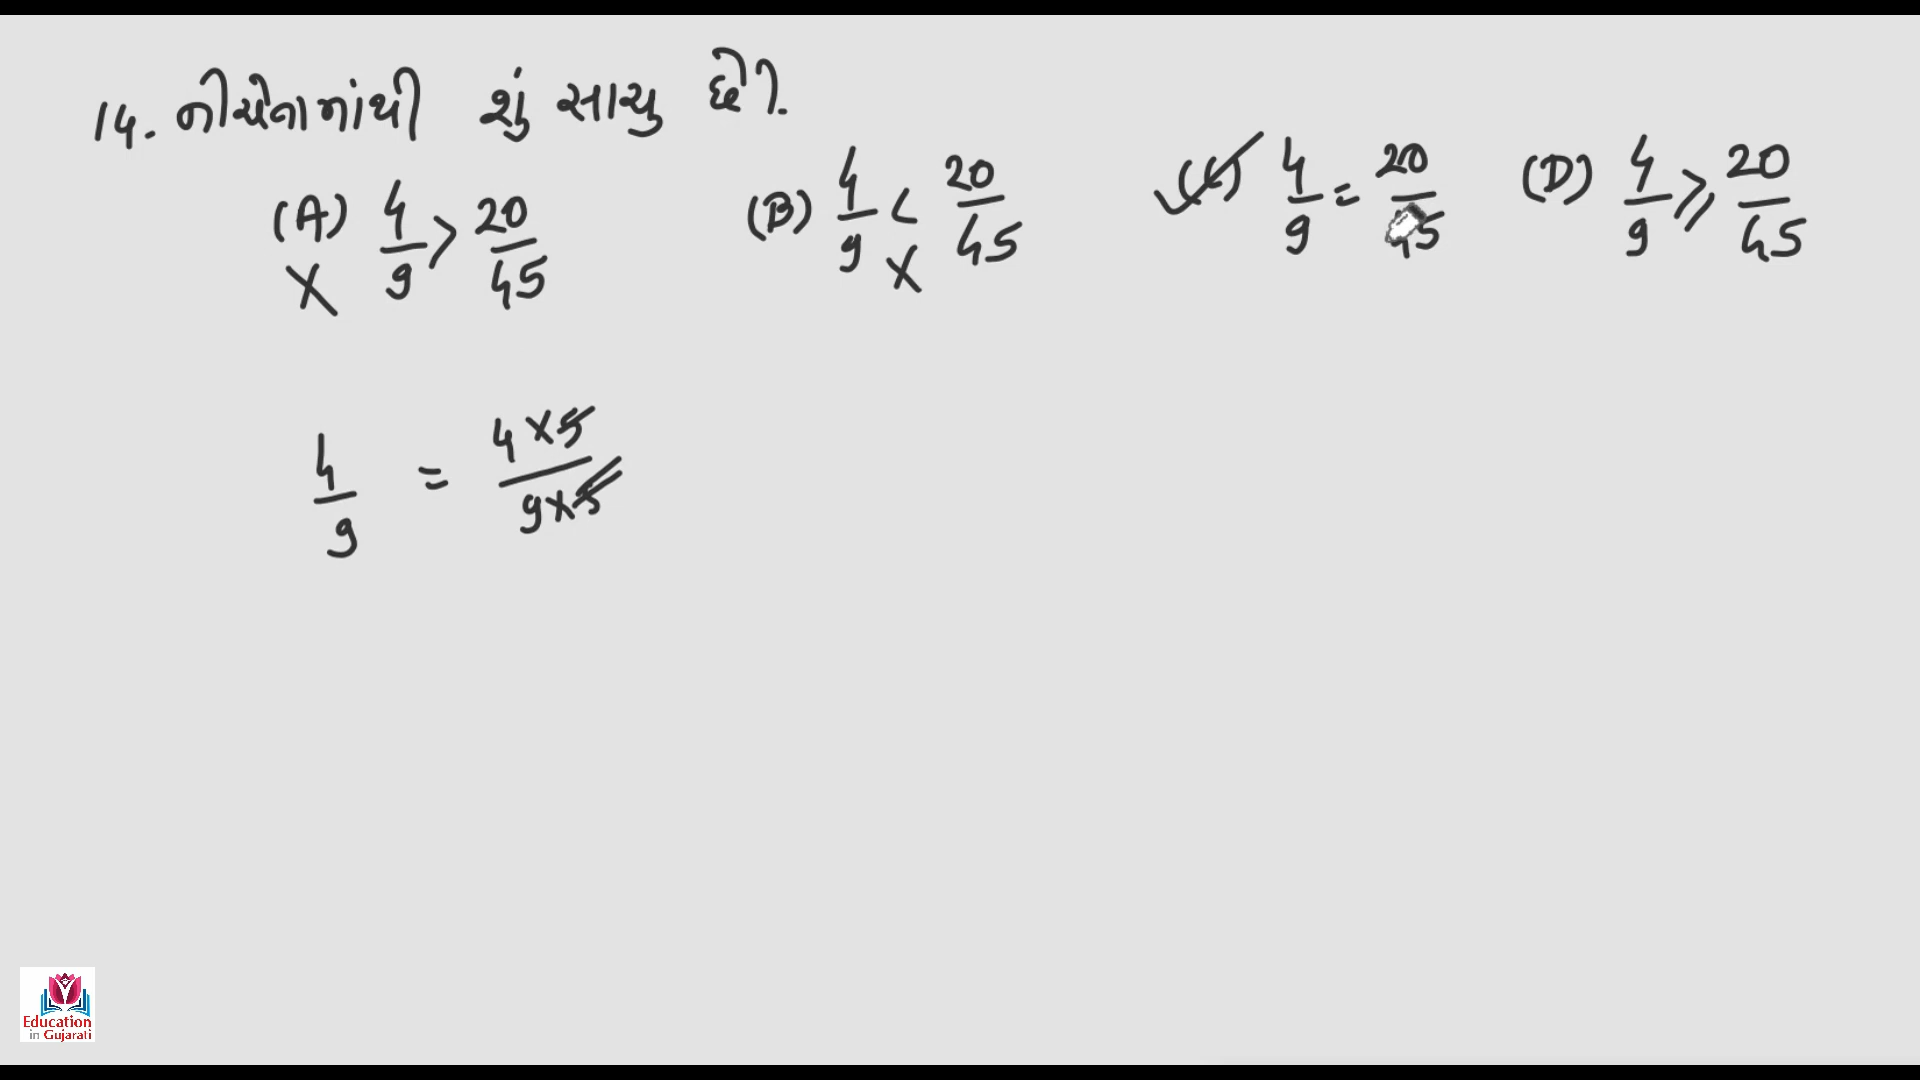 14. નીચેનામાંથી શું સાચુ છે?.
(A) 4/9 > 20/45 (B) 4/9 < 20/45 (C) 4/9 = 20/45 (D) 4/9 ⩾ 20/45
X X
4/9 = 4×5/9×5
Education
in Gujarati